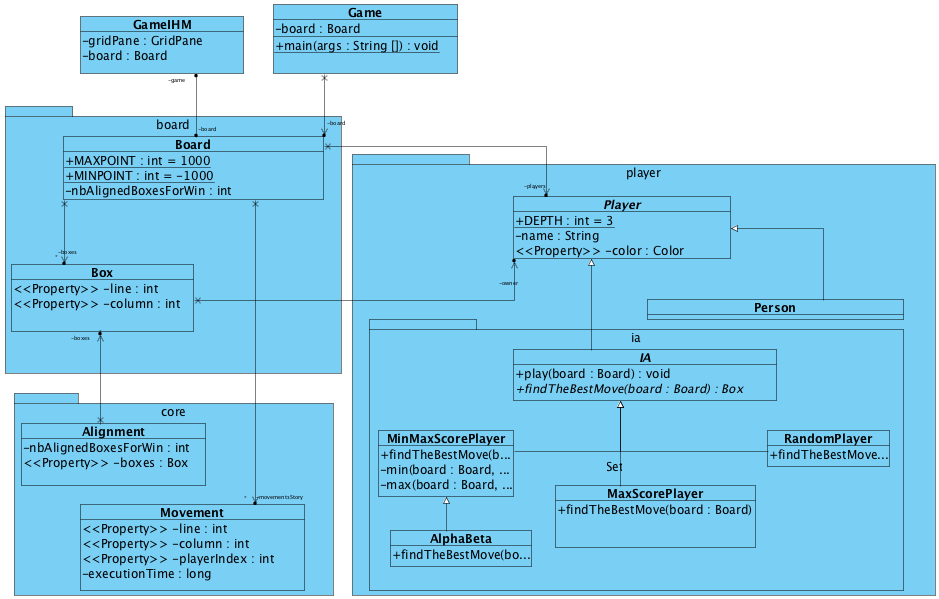 GameIHM
-gridPane : GridPane
-board : Board
Game
-board : Board
+main(args : String []) : void
-game
-board
-board
board
Board
+MAXPOINT : int = 1000
+MINPOINT : int = -1000
-nbAlignedBoxesForWin : int
player
-players
Player
+DEPTH : int = 3
-name : String
<<Property>> -color : Color
-boxes
*
Box
<<Property>> -line : int
<<Property>> -column : int
-owner
Person
-boxes
ia
IA
+play(board : Board) : void
+findTheBestMove(board : Board) : Box
core
Alignment
-nbAlignedBoxesForWin : int
<<Property>> -boxes : Box
MinMaxScorePlayer
+findTheBestMove(b...
-min(board : Board, ...
-max(board : Board, ...
RandomPlayer
+findTheBestMove...
Set
MaxScorePlayer
+findTheBestMove(board : Board)
* -movementsStory
Movement
<<Property>> -line : int
<<Property>> -column : int
<<Property>> -playerIndex : int
-executionTime : long
AlphaBeta
+findTheBestMove(bo...